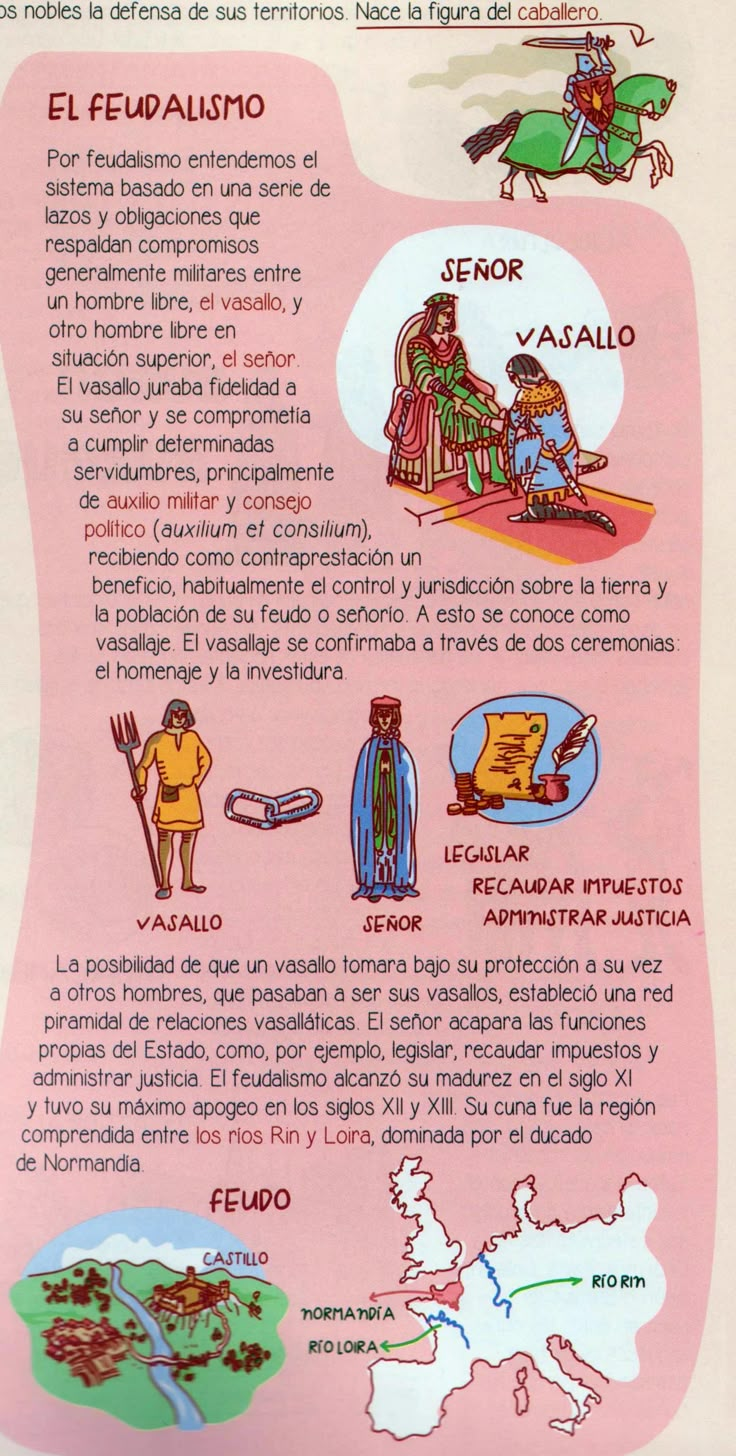 os nobles la defensa de sus territorios. Nace la figura del caballero.
EL FEUDALISMO
Por feudalismo entendemos el
sistema basado en una serie de
lazos y obligaciones que
respaldan compromisos
generalmente militares entre
un hombre libre, el vasallo, y
otro hombre libre en
situación superior, el señor.
El vasallo juraba fidelidad a
su señor y se comprometía
a cumplir determinadas
servidumbres, principalmente
de auxilio militar y consejo
político (auxilium et consilium),
recibiendo como contraprestación un
beneficio, habitualmente el control y jurisdicción sobre la tierra y
la población de su feudo o señorío. A esto se conoce como
vasallaje. El vasallaje se confirmaba a través de dos ceremonias:
el homenaje y la investidura.
SEÑOR
VASALLO
VASALLO
SEÑOR
LEGISLAR
RECAUDAR IMPUESTOS
ADMINISTRAR JUSTICIA
La posibilidad de que un vasallo tomara bajo su protección a su vez
a otros hombres, que pasaban a ser sus vasallos, estableció una red
piramidal de relaciones vasalláticas. El señor acapara las funciones
propias del Estado, como, por ejemplo, legislar, recaudar impuestos y
administrar justicia. El feudalismo alcanzó su madurez en el siglo XI
y tuvo su máximo apogeo en los siglos XII y XIII. Su cuna fue la región
comprendida entre los ríos Rin y Loira, dominada por el ducado
de Normandía.
FEUDO
CASTILLO
NORMANDÍA
RÍO LOIRA
RÍO RIN